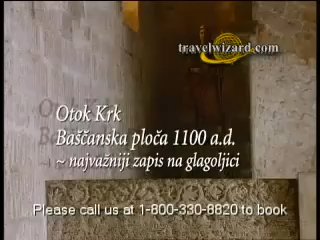 travelwizard.com
Otok Krk
Bašćanska ploča 1100 a.d.
~ najvažniji zapis na glagoljici
Please call us at 1-800-330-8820 to book